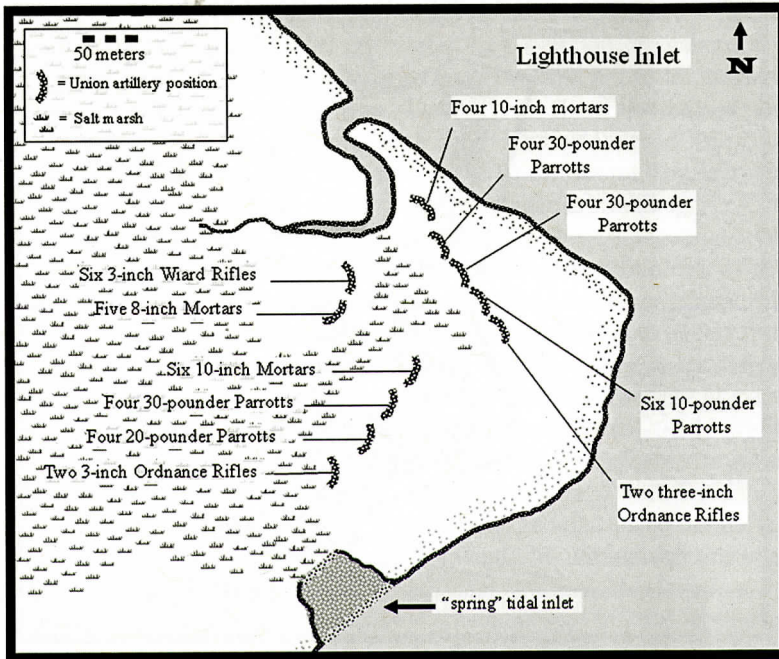 50 meters
= Union artillery position
= Salt marsh
Lighthouse Inlet
N
Four 10-inch mortars
Four 30-pounder
Parrotts
Four 30-pounder
Parrotts
Six 3-inch Wiard Rifles
Five 8-inch Mortars
Six 10-inch Mortars
Four 30-pounder Parrotts
Four 20-pounder Parrotts
Two 3-inch Ordnance Rifles
Six 10-pounder
Parrotts
Two three-inch
Ordnance Rifles
“spring” tidal inlet